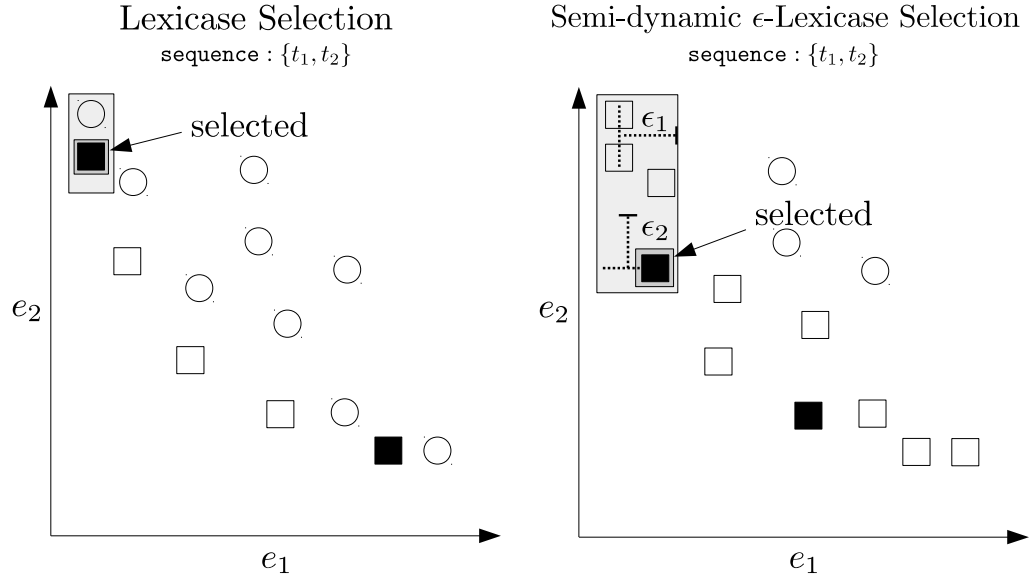 Lexicase Selection
sequence : {t₁, t₂}
selected
e₂
e₁
Semi-dynamic ϵ-Lexicase Selection
sequence : {t₁, t₂}
ϵ₁
selected
ϵ₂
e₂
e₁